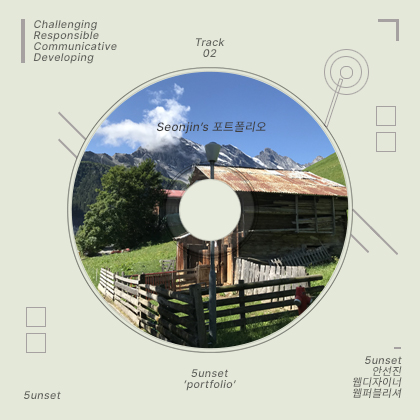 Challenging
Responsible
Communicative
Developing
Track
02
Seonjin's 포트폴리오
5unset
'portfolio'
5unset
5unset
안선진
웹디자이너
웹퍼블리셔